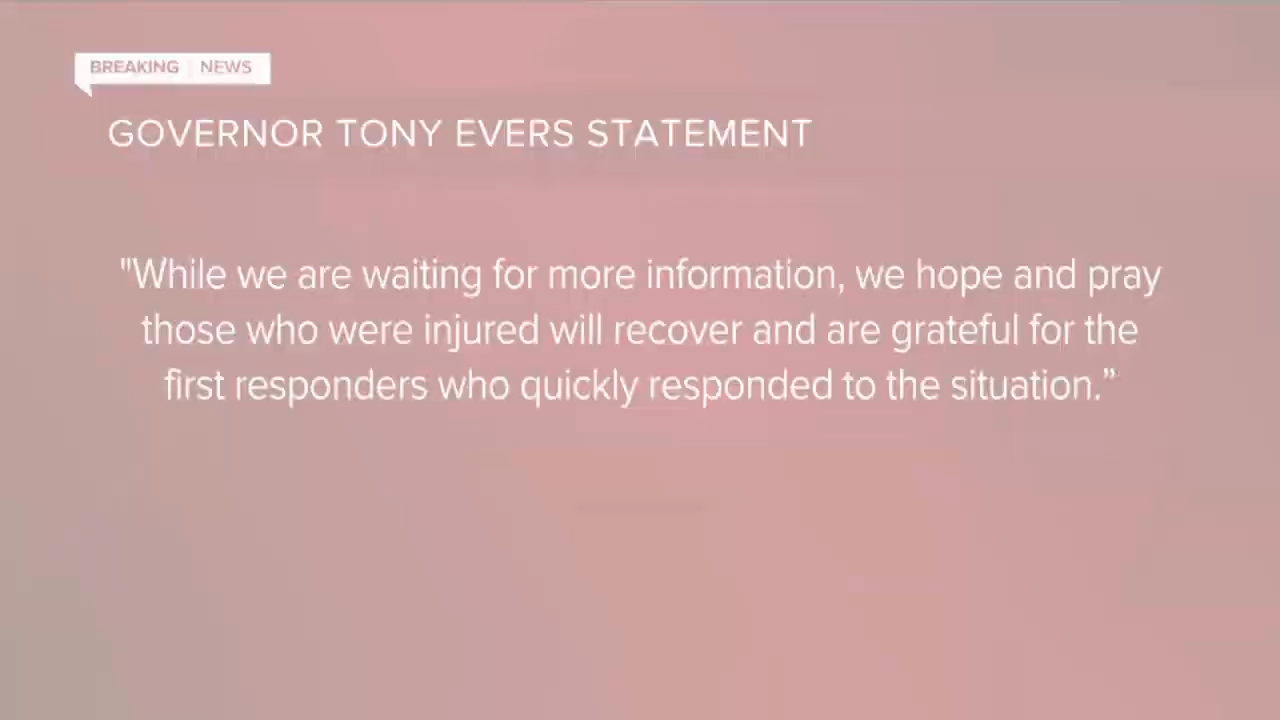 BREAKING | NEWS
GOVERNOR TONY EVERS STATEMENT
"While we are waiting for more information, we hope and pray
those who were injured will recover and are grateful for the
first responders who quickly responded to the situation.”